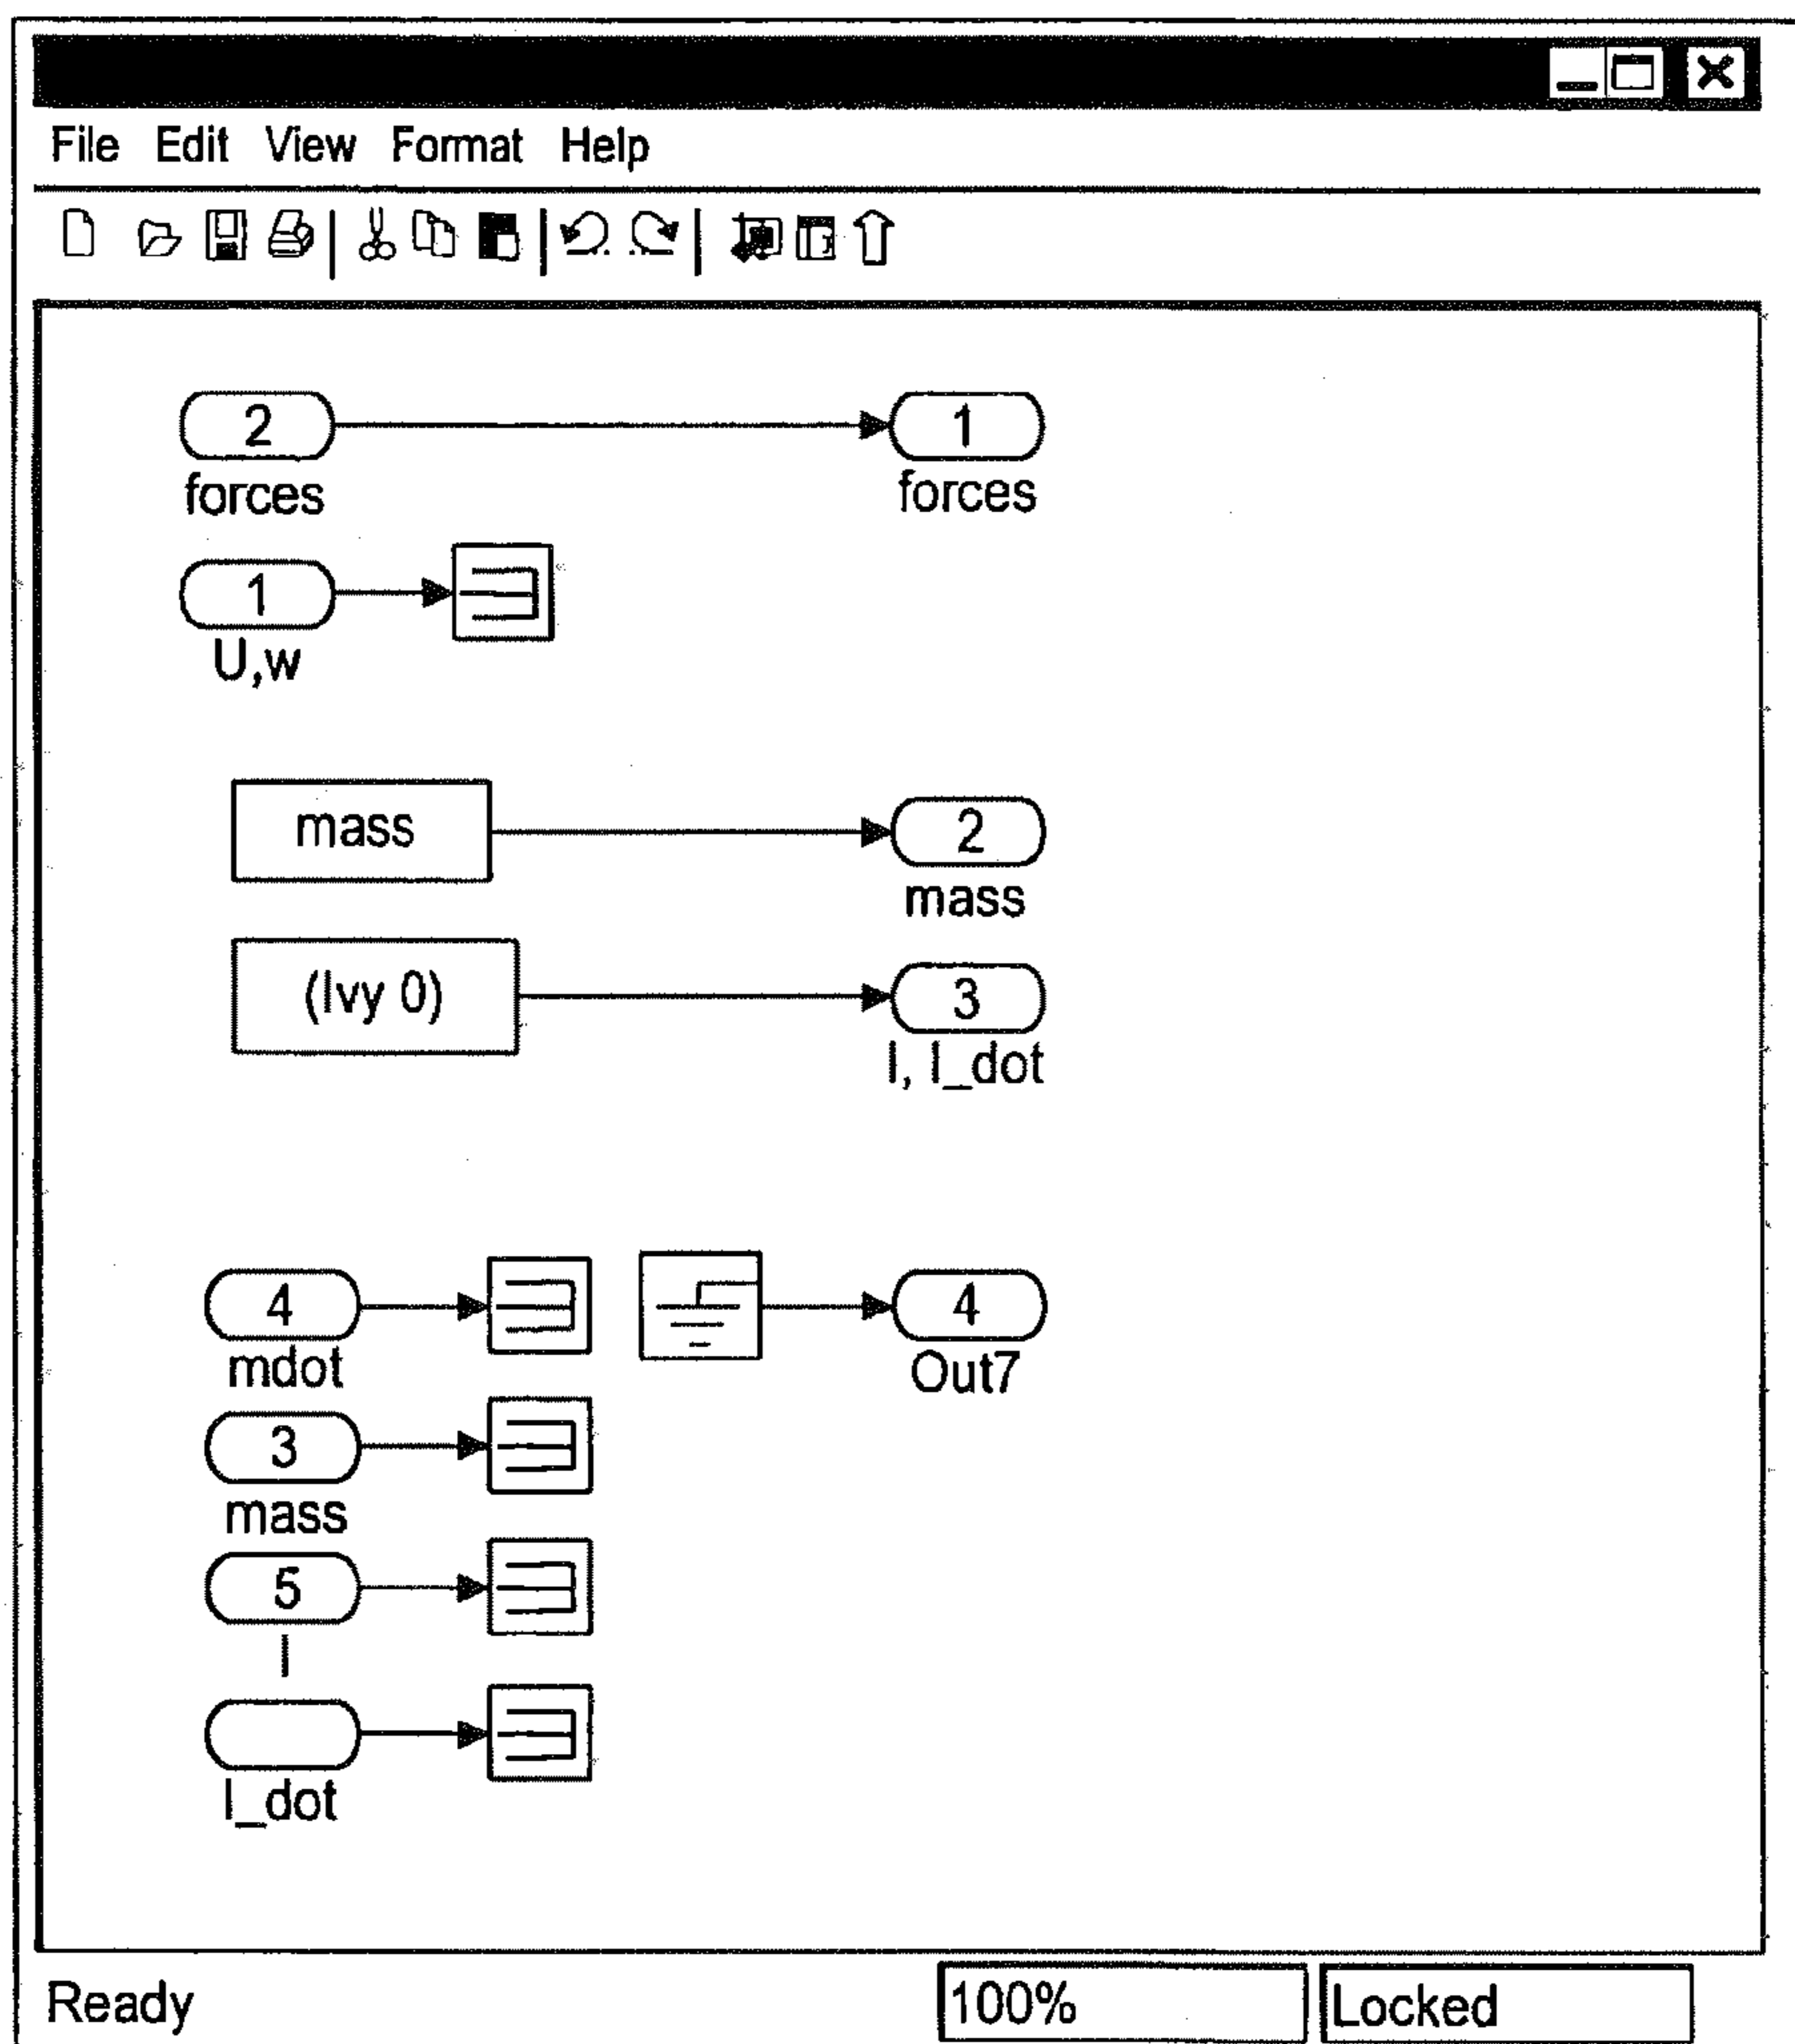 File Edit View Format Help
2 1
forces forces
1
U,w
mass 2
mass
(Ivy 0) 3
I, I_dot
4 4
mdot Out7
3
mass
5
I
I_dot
Ready 100% Locked